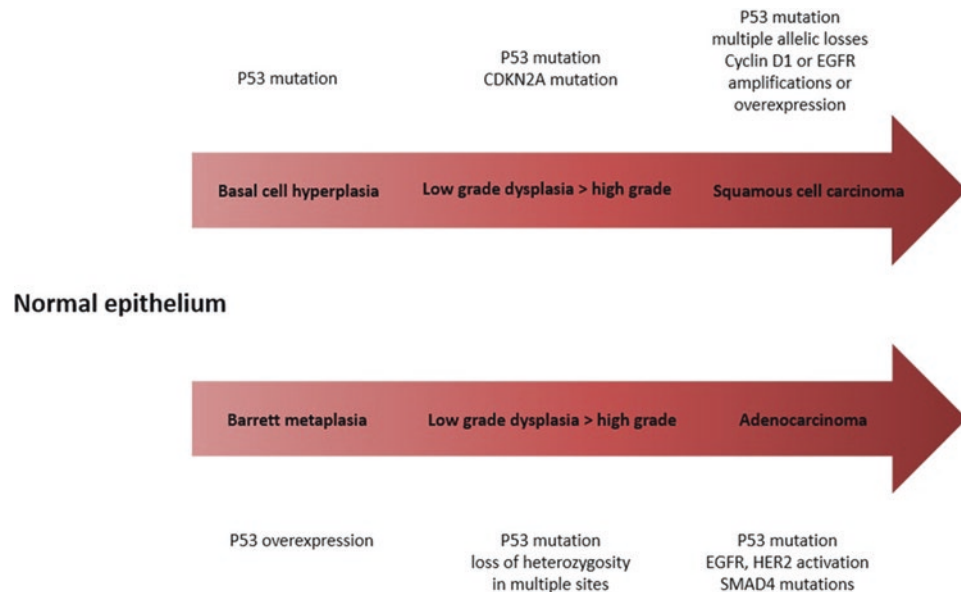 P53 mutation
P53 mutation
CDKN2A mutation
P53 mutation
multiple allelic losses
Cyclin D1 or EGFR
amplifications or
overexpression
Basal cell hyperplasia
Low grade dysplasia > high grade
Squamous cell carcinoma
Normal epithelium
Barrett metaplasia
Low grade dysplasia > high grade
Adenocarcinoma
P53 overexpression
P53 mutation
loss of heterozygosity
in multiple sites
P53 mutation
EGFR, HER2 activation
SMAD4 mutations